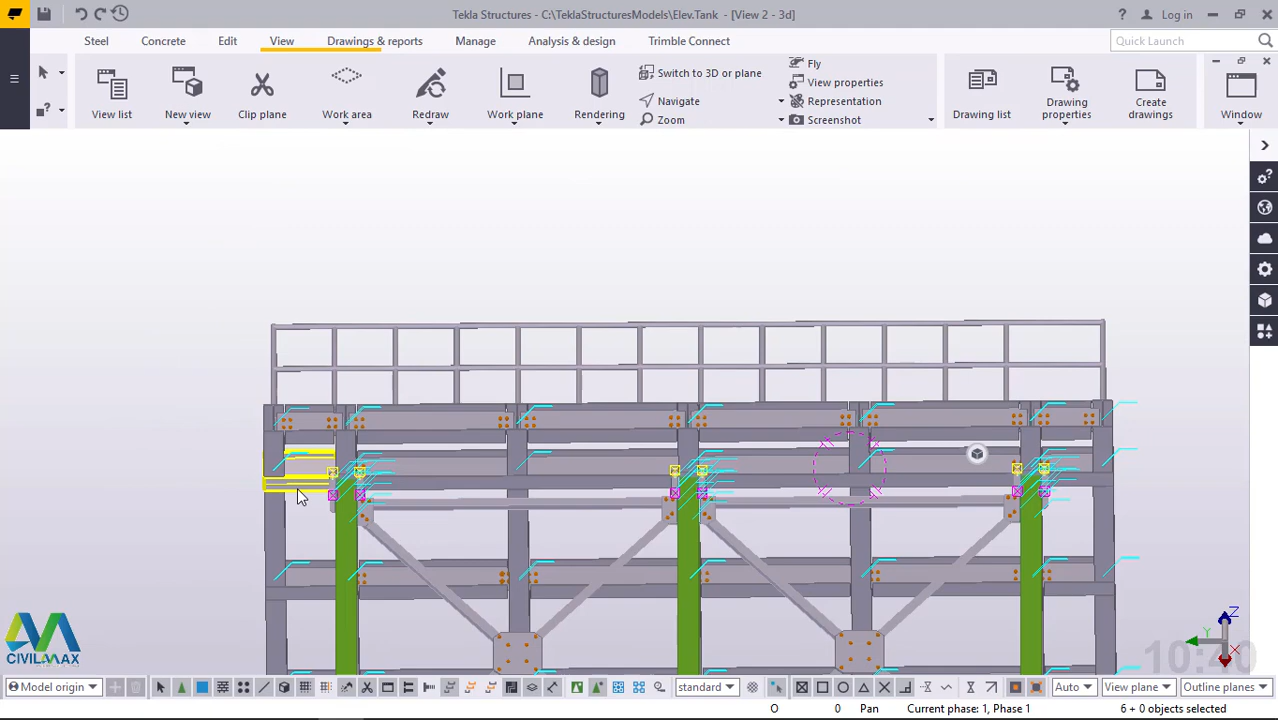 Tekla Structures - C:\TeklaStructuresModels\Elev.Tank - [View 2 - 3d]
Log in
Steel Concrete Edit View Drawings & reports Manage Analysis & design Trimble Connect
Quick Launch
View list
New view
Clip plane
Work area
Redraw
Work plane
Rendering
Switch to 3D or plane
Navigate
Zoom
Fly
View properties
Representation
Screenshot
Drawing list
Drawing properties
Create drawings
Window
Z
Y
X
CIVILMAX
10:40
Model origin
standard
Auto
View plane
Outline planes
O 0 Pan Current phase: 1, Phase 1 6 + 0 objects selected